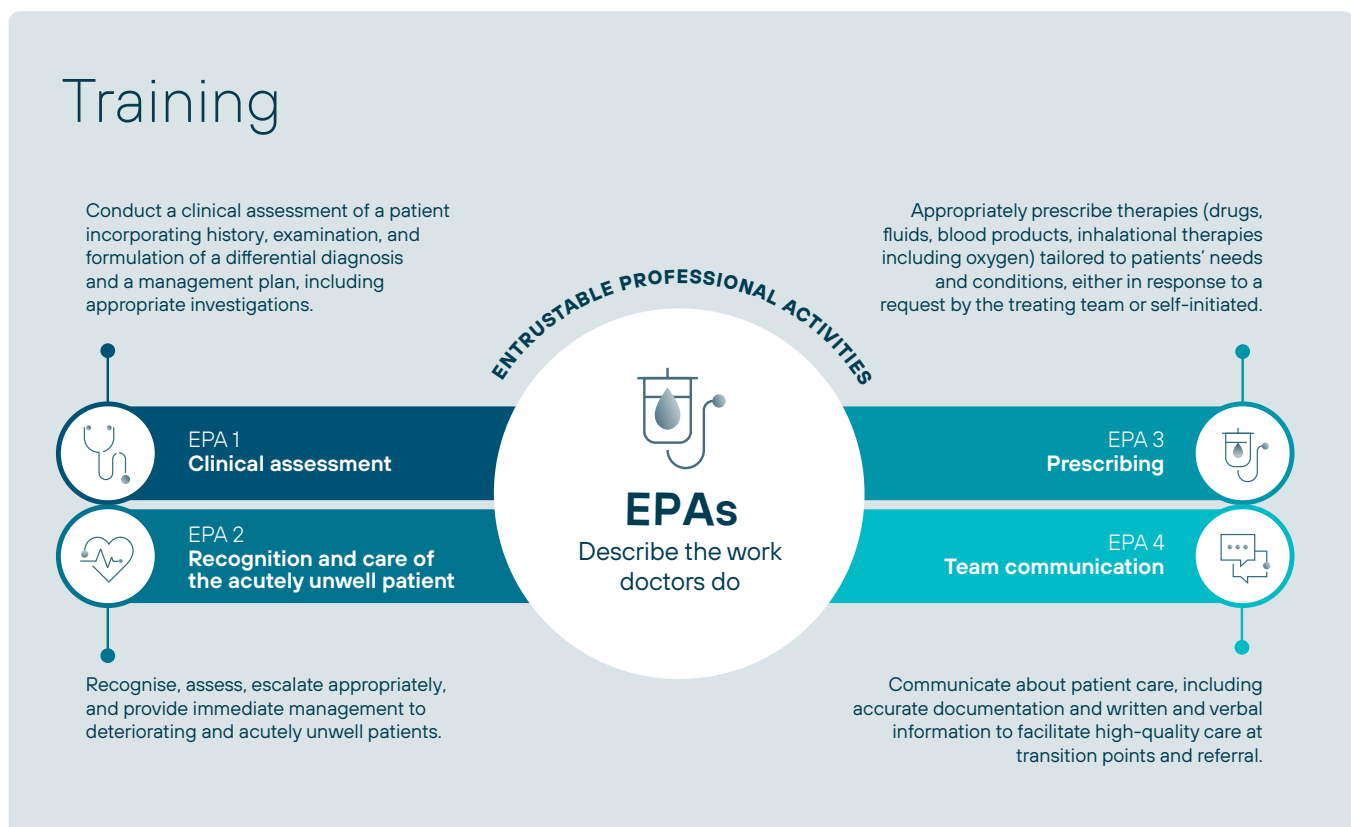 Training
Conduct a clinical assessment of a patient
incorporating history, examination, and
formulation of a differential diagnosis
and a management plan, including
appropriate investigations.
Appropriately prescribe therapies (drugs,
fluids, blood products, inhalational therapies
including oxygen) tailored to patients’ needs
and conditions, either in response to a
request by the treating team or self-initiated.
ENTRUSTABLE PROFESSIONAL ACTIVITIES
EPA 1
Clinical assessment
EPA 2
Recognition and care of
the acutely unwell patient
EPAs
Describe the work
doctors do
EPA 3
Prescribing
EPA 4
Team communication
Recognise, assess, escalate appropriately,
and provide immediate management to
deteriorating and acutely unwell patients.
Communicate about patient care, including
accurate documentation and written and verbal
information to facilitate high-quality care at
transition points and referral.